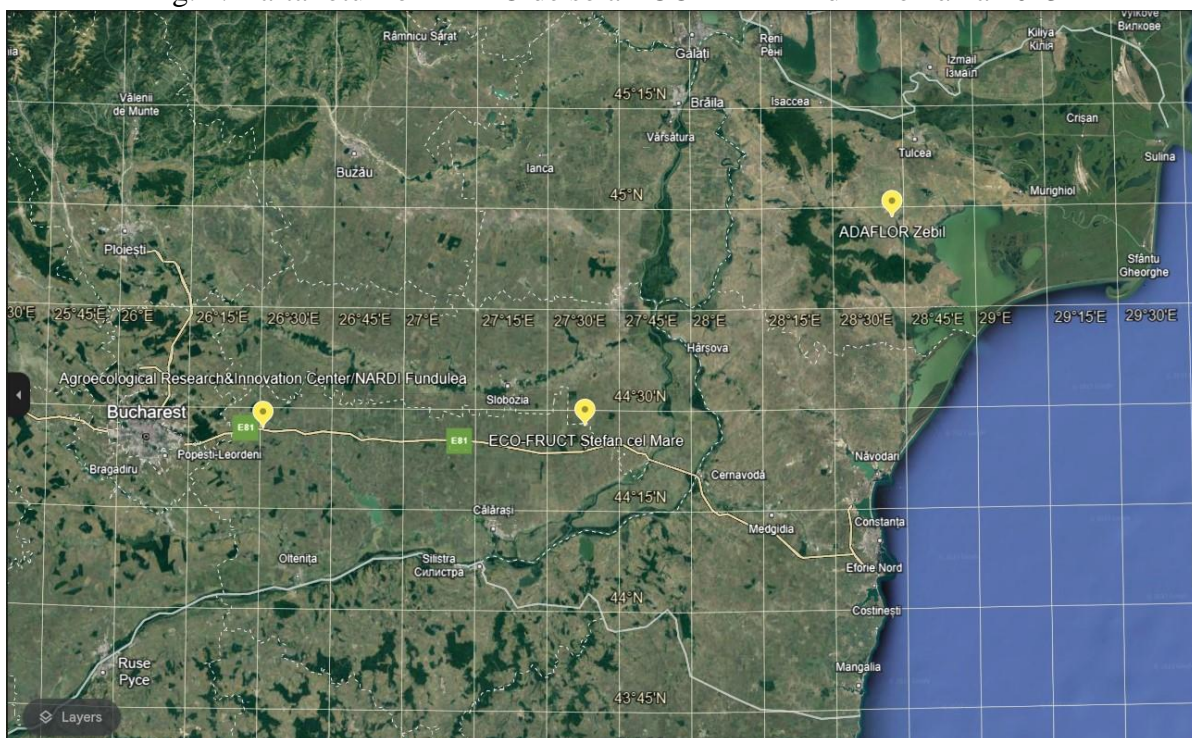 Râmnicu Sărat
Galați
Reni
Рені
Izmail
Ізмаїл
Kiliya
Кілія
Vylkove
Вилкове
Vălenii
de Munte
45°15'N
Brăila
Isaccea
Crișan
Buzău
Ianca
Vărsătura
Tulcea
Sulina
45°N
Murighiol
ADAFLOR Zebil
Ploiești
Sfântu
Gheorghe
30'E 25°45'E 26°E 26°15'E 26°30'E 26°45'E 27°E 27°15'E 27°30'E 27°45'E 28°E 28°15'E 28°30'E 28°45'E 29°E 29°15'E 29°30'E
Hârșova
Agroecological Research&Innovation Center/NARDI Fundulea
Slobozia
44°30'N
Bucharest
E81
E81
ECO-FRUCT Ștefan cel Mare
Popești-Leordeni
Bragadiru
Năvodari
Cernavodă
44°15'N
Călărași
Medgidia
Constanța
Oltenița
Silistra
Силистра
Eforie Nord
44°N
Costinești
Ruse
Русе
Mangalia
43°45'N
Layers